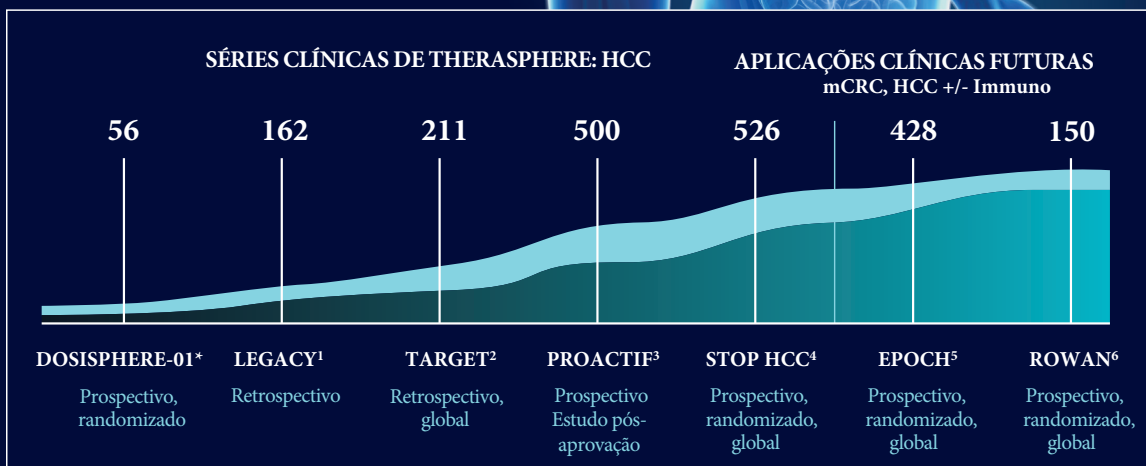 SÉRIES CLÍNICAS DE THERASPHERE: HCC
APLICAÇÕES CLÍNICAS FUTURAS
mCRC, HCC +/- Immuno
56
162
211
500
526
428
150
DOSISPHERE-01*
Prospectivo,
randomizado
LEGACY¹
Retrospectivo
TARGET²
Retrospectivo,
global
PROACTIF³
Prospectivo
Estudo pós-
aprovação
STOP HCC⁴
Prospectivo,
randomizado,
global
EPOCH⁵
Prospectivo,
randomizado,
global
ROWAN⁶
Prospectivo,
randomizado,
global